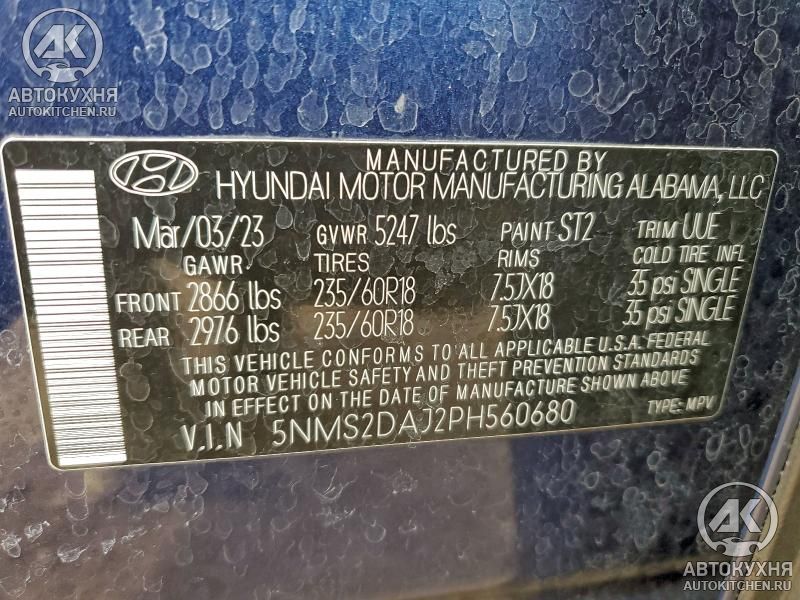 AK
АВТОКУХНЯ
AUTOKITCHEN.RU
MANUFACTURED BY
HYUNDAI MOTOR MANUFACTURING ALABAMA, LLC
Mar/03/23 GVWR 5247 lbs PAINT ST2 TRIM UUE
GAWR TIRES RIMS COLD TIRE INFL
FRONT 2866 lbs 235/60R18 7.5JX18 35 psi SINGLE
REAR 2976 lbs 235/60R18 7.5JX18 35 psi SINGLE
THIS VEHICLE CONFORMS TO ALL APPLICABLE U.S.A. FEDERAL
MOTOR VEHICLE SAFETY AND THEFT PREVENTION STANDARDS
IN EFFECT ON THE DATE OF MANUFACTURE SHOWN ABOVE
V.I.N 5NMS2DAJ2PH560680 TYPE: MPV
AK
АВТОКУХНЯ
AUTOKITCHEN.RU